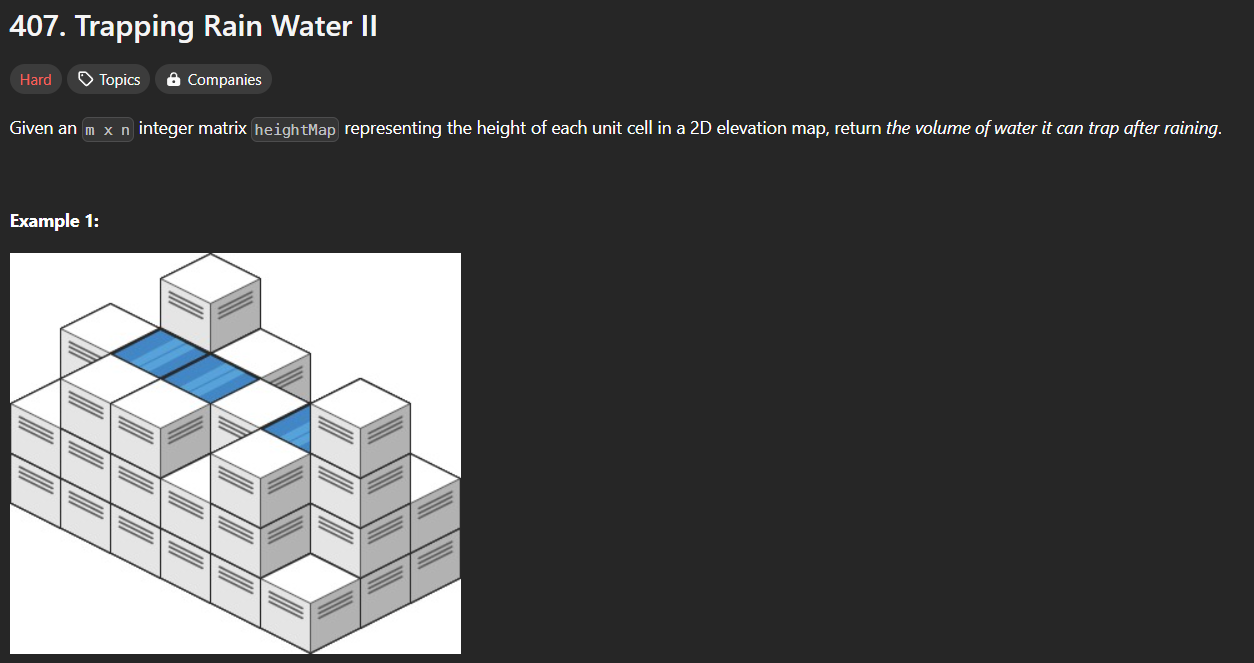 407. Trapping Rain Water II
Hard Topics Companies
Given an m x n integer matrix heightMap representing the height of each unit cell in a 2D elevation map, return the volume of water it can trap after raining.
Example 1: